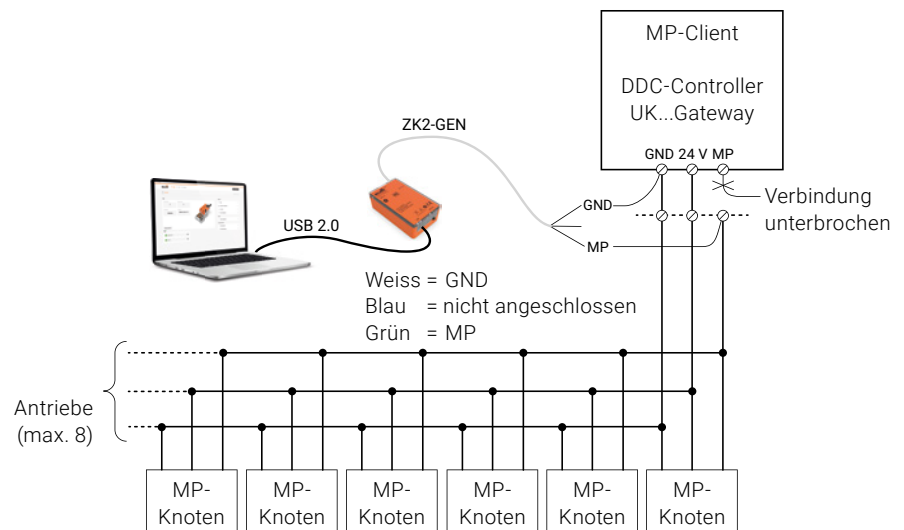 MP-Client
DDC-Controller
UK...Gateway
ZK2-GEN
GND 24 V MP
GND
Verbindung
unterbrochen
USB 2.0
MP
Weiss = GND
Blau = nicht angeschlossen
Grün = MP
Antriebe
(max. 8)
MP-
Knoten
MP-
Knoten
MP-
Knoten
MP-
Knoten
MP-
Knoten
MP-
Knoten